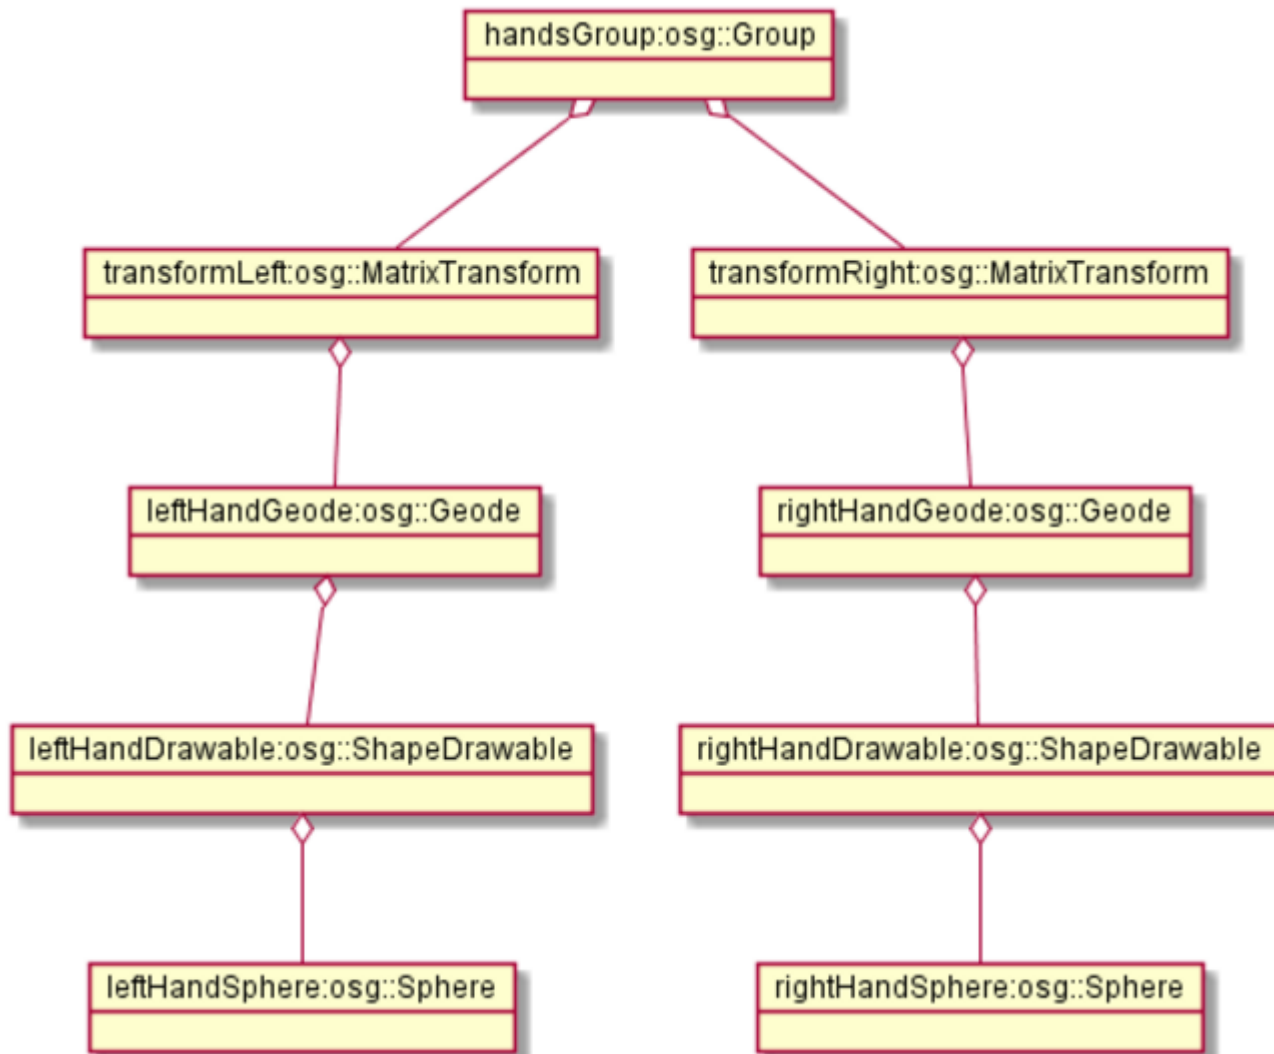 handsGroup:osg::Group
transformLeft:osg::MatrixTransform
transformRight:osg::MatrixTransform
leftHandGeode:osg::Geode
rightHandGeode:osg::Geode
leftHandDrawable:osg::ShapeDrawable
rightHandDrawable:osg::ShapeDrawable
leftHandSphere:osg::Sphere
rightHandSphere:osg::Sphere